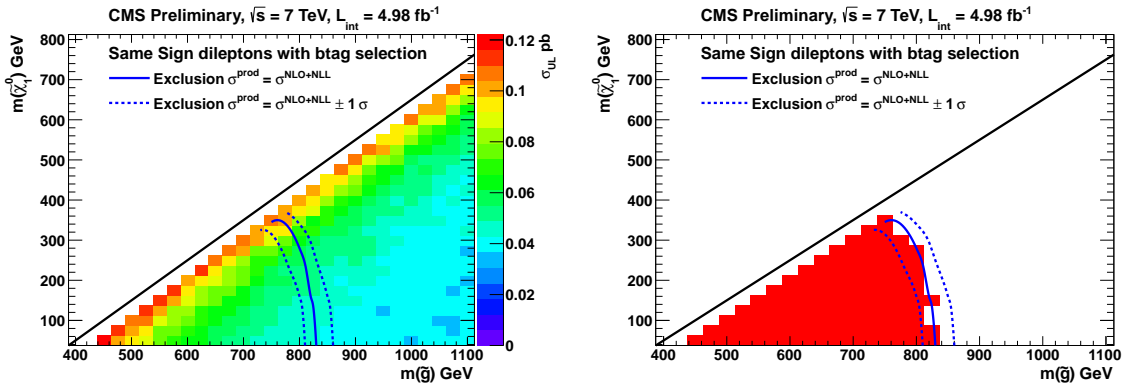 CMS Preliminary, √s = 7 TeV, L_int = 4.98 fb⁻¹
Same Sign dileptons with btag selection
Exclusion σ^prod = σ^NLO+NLL
Exclusion σ^prod = σ^NLO+NLL ± 1 σ
m(χ̃₁⁰) GeV
800
700
600
500
400
300
200
100
400 500 600 700 800 900 1000 1100
m(g̃) GeV
σ_UL pb
0.12
0.1
0.08
0.06
0.04
0.02
0
CMS Preliminary, √s = 7 TeV, L_int = 4.98 fb⁻¹
Same Sign dileptons with btag selection
Exclusion σ^prod = σ^NLO+NLL
Exclusion σ^prod = σ^NLO+NLL ± 1 σ
m(χ̃₁⁰) GeV
800
700
600
500
400
300
200
100
400 500 600 700 800 900 1000 1100
m(g̃) GeV